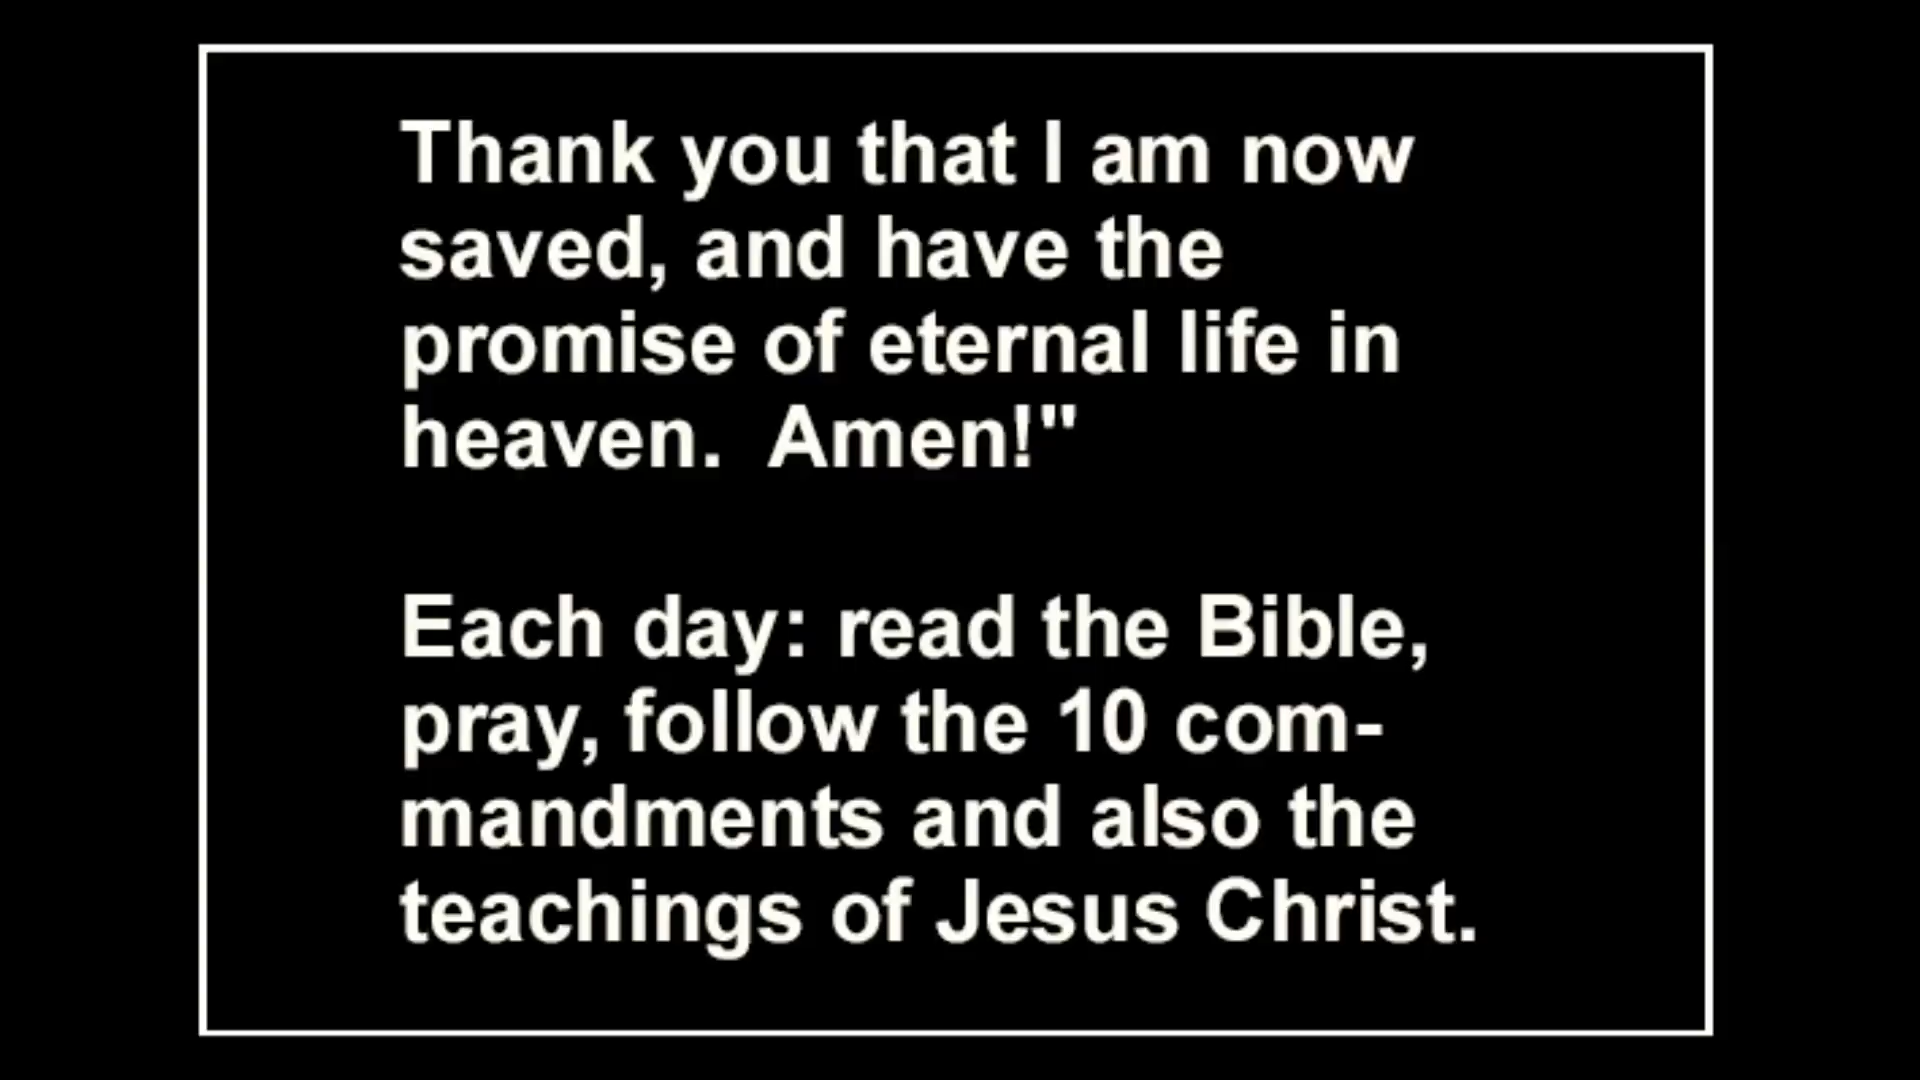 Thank you that I am now
saved, and have the
promise of eternal life in
heaven.  Amen!"
Each day: read the Bible,
pray, follow the 10 com-
mandments and also the
teachings of Jesus Christ.